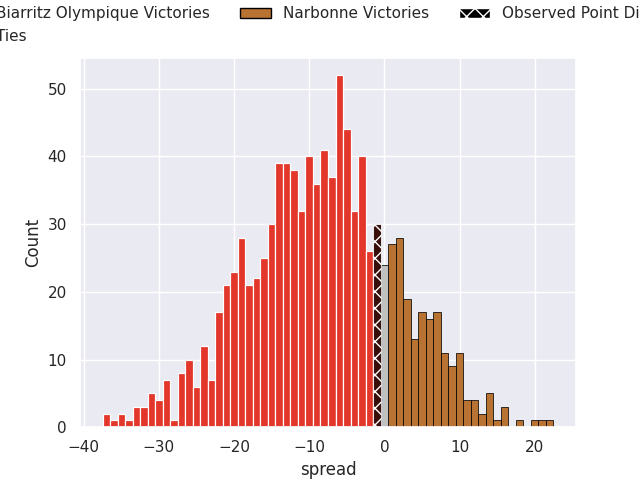 Biarritz Olympique Victories Narbonne Victories Observed Point Di
Ties
50
40
30
20
10
0
Count
−40 −30 −20 −10 0 10 20
spread